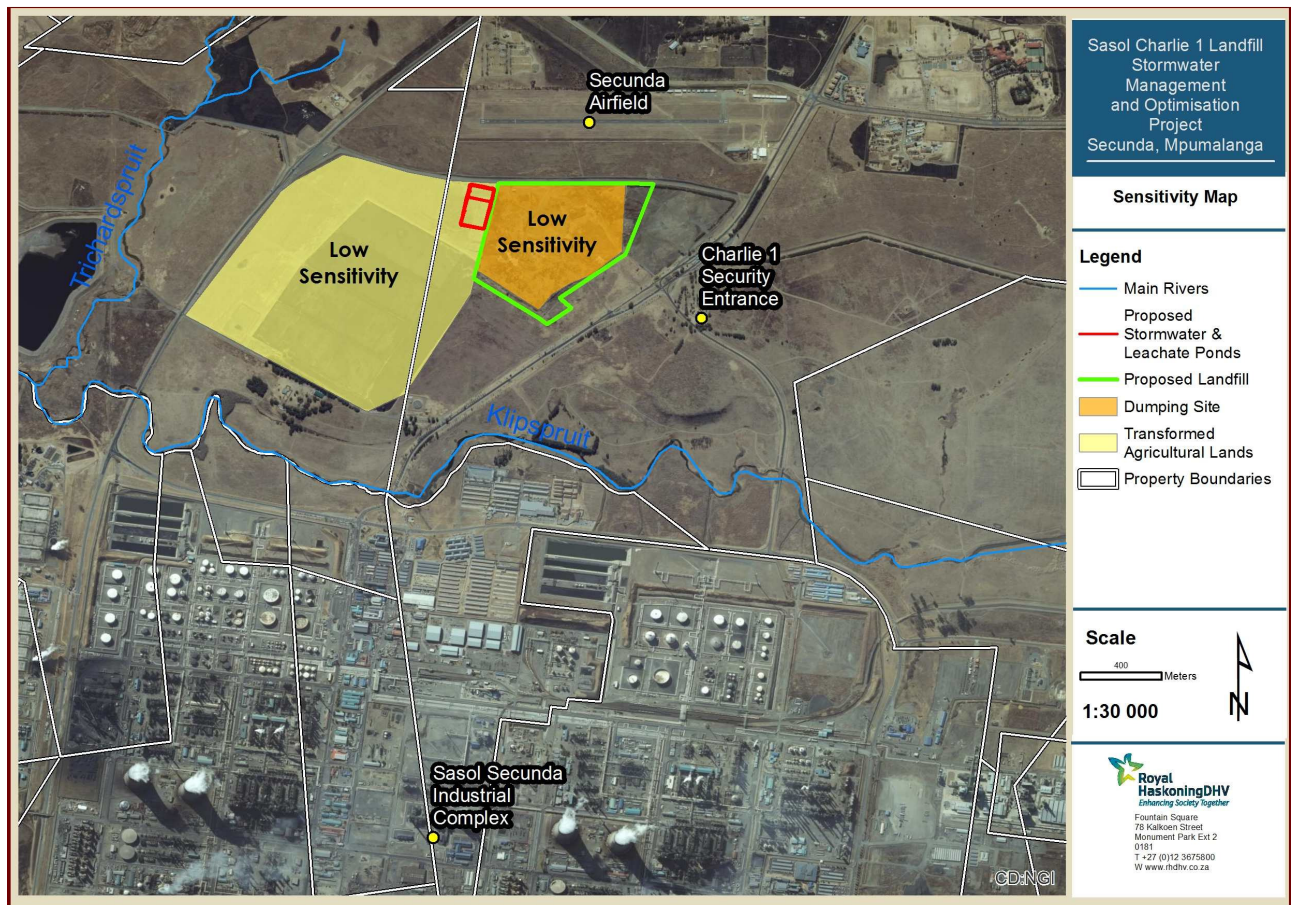 Secunda
Airfield
Trichardspruit
Low
Sensitivity
Low
Sensitivity
Charlie 1
Security
Entrance
Klipspruit
Sasol Secunda
Industrial
Complex
CD:NGI
Sasol Charlie 1 Landfill
Stormwater
Management
and Optimisation
Project
Secunda, Mpumalanga
Sensitivity Map
Legend
Main Rivers
Proposed
Stormwater &
Leachate Ponds
Proposed Landfill
Dumping Site
Transformed
Agricultural Lands
Property Boundaries
Scale
400
Meters
1:30 000
N
Royal
HaskoningDHV
Enhancing Society Together
Fountain Square
78 Kalkoen Street
Monument Park Ext 2
0181
T +27 (0)12 3675800
W www.rhdhv.co.za